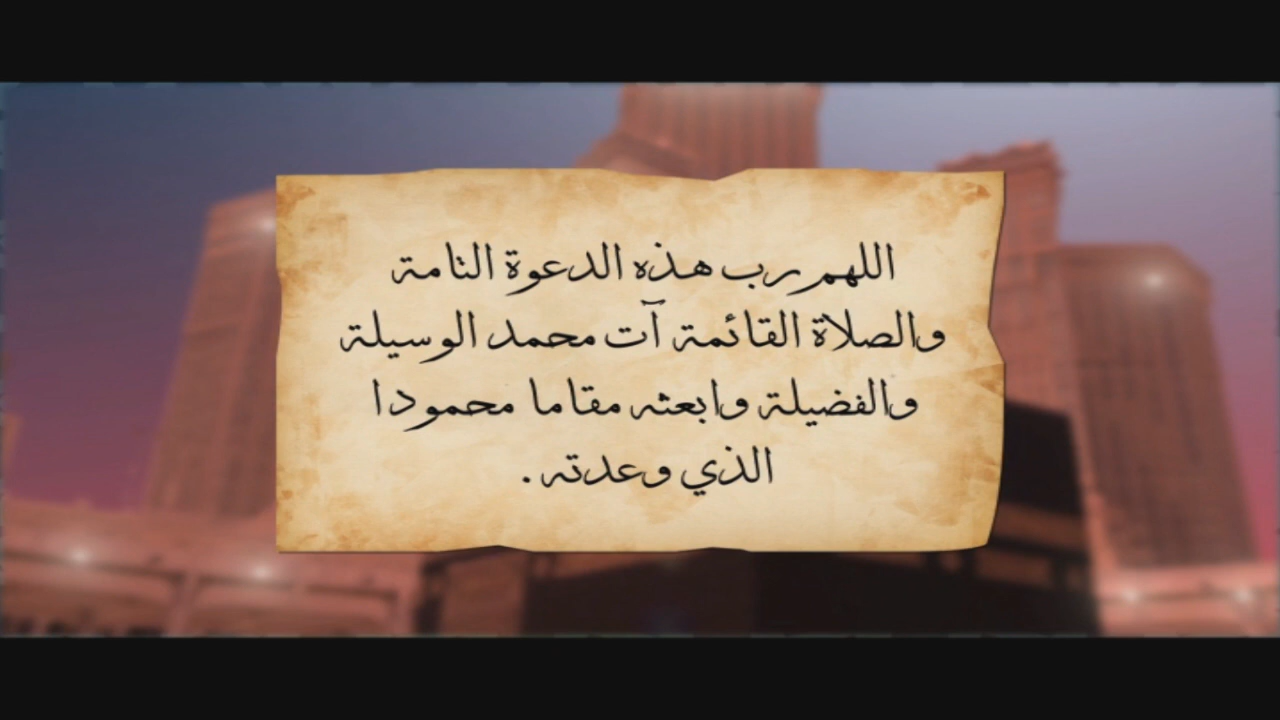 اللهم رب هذه الدعوة التامة
والصلاة القائمة آت محمد الوسيلة
والفضيلة وابعثه مقاما محمودا
الذي وعدته .